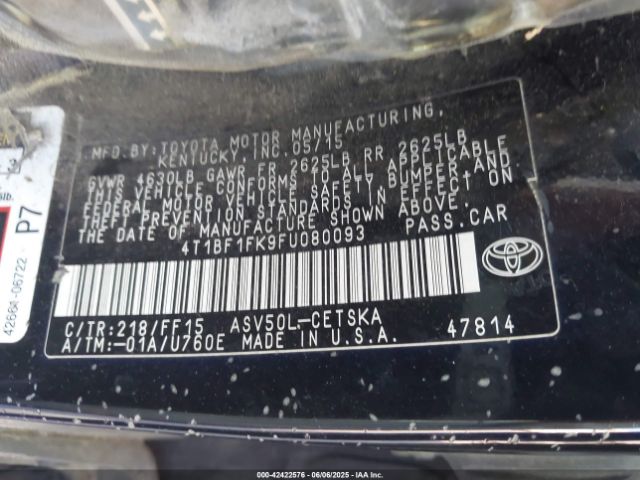 MFD. BY: TOYOTA MOTOR MANUFACTURING,
KENTUCKY, INC. 05/15
GVWR 4630LB GAWR FR 2625LB RR 2625LB
THIS VEHICLE CONFORMS TO ALL APPLICABLE
FEDERAL MOTOR VEHICLE SAFETY, BUMPER, AND
THEFT PREVENTION STANDARDS IN EFFECT ON
THE DATE OF MANUFACTURE SHOWN ABOVE.
4T1BF1FK9FU080093 PASS. CAR
C/TR:218/FF15 ASV50L-CETSKA
A/TM:-01A/U760E MADE IN U.S.A. 47814
P7
42661-06722
000-42422576 | 06/06/2025 | IAA Inc.